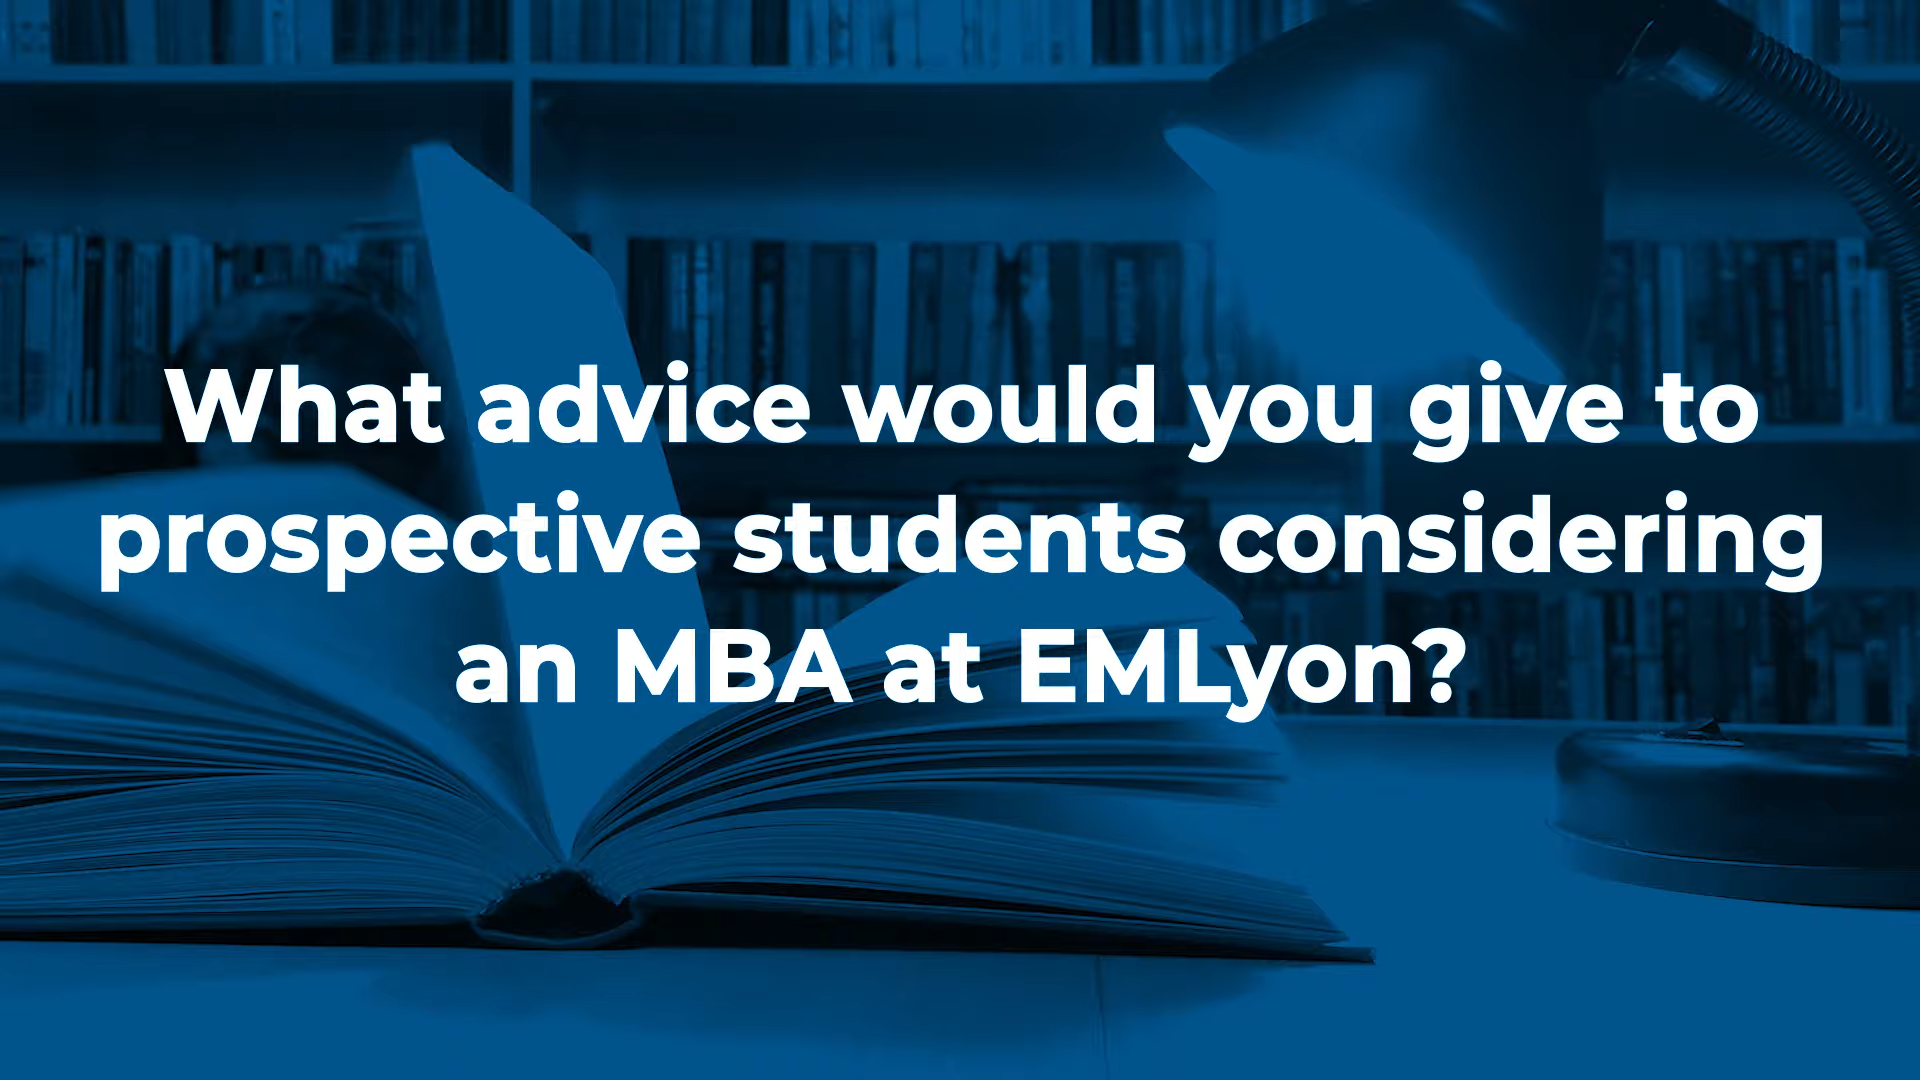 What advice would you give to
prospective students considering
an MBA at EMLyon?